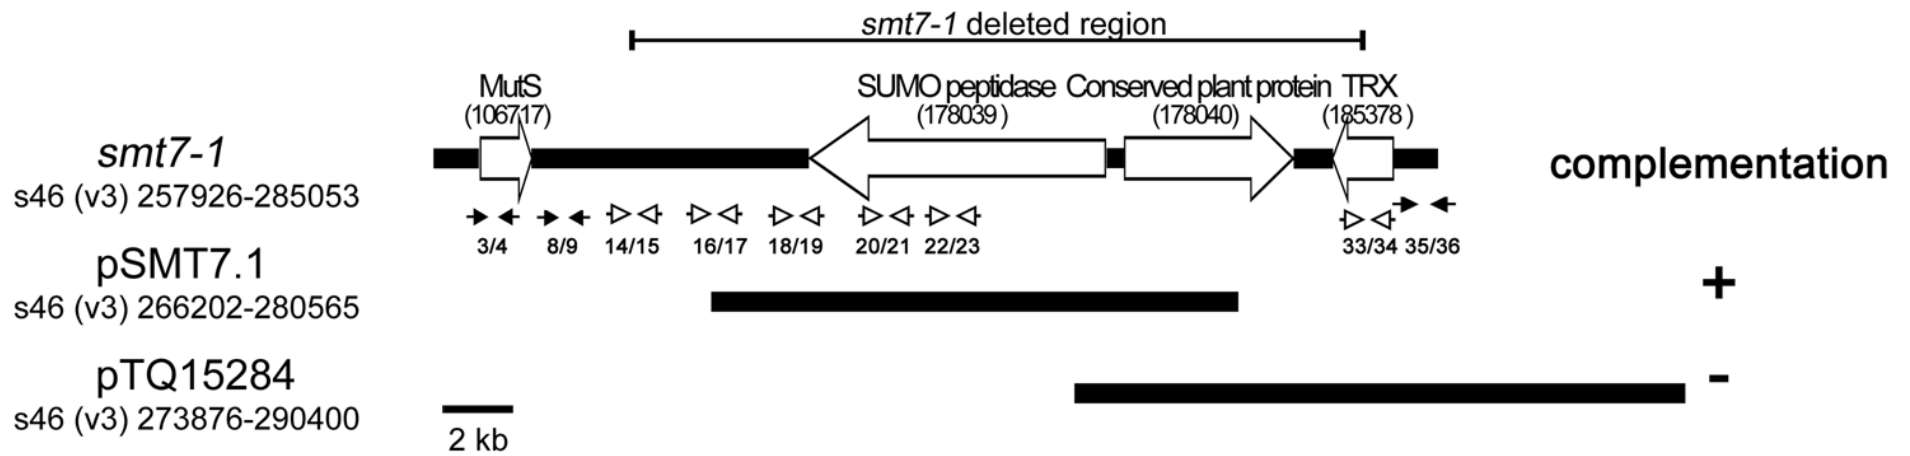 smt7-1 deleted region
MutS SUMO peptidase Conserved plant protein TRX
(106717) (178039) (178040) (185378)
smt7-1
complementation
s46 (v3) 257926-285053
3/4 8/9 14/15 16/17 18/19 20/21 22/23 33/34 35/36
pSMT7.1
+
s46 (v3) 266202-280565
pTQ15284
-
s46 (v3) 273876-290400
2 kb